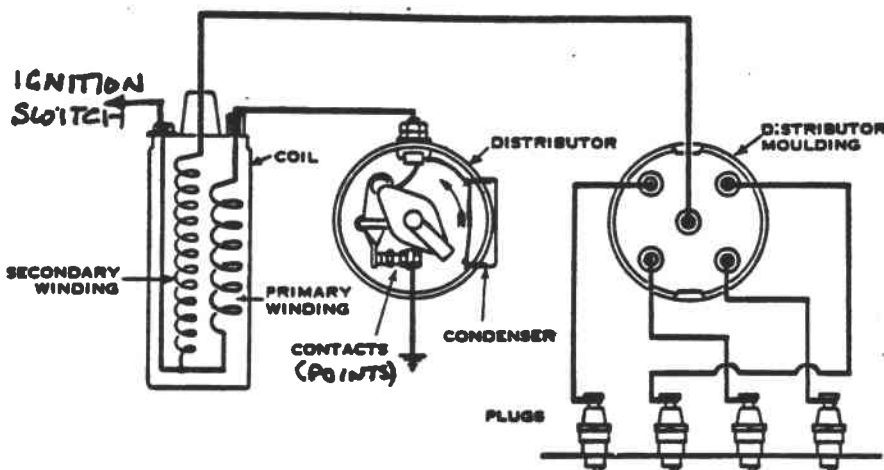 IGNITION
SWITCH
COIL
DISTRIBUTOR
DISTRIBUTOR
MOULDING
SECONDARY
WINDING
PRIMARY
WINDING
CONTACTS
(POINTS)
CONDENSER
PLUGS